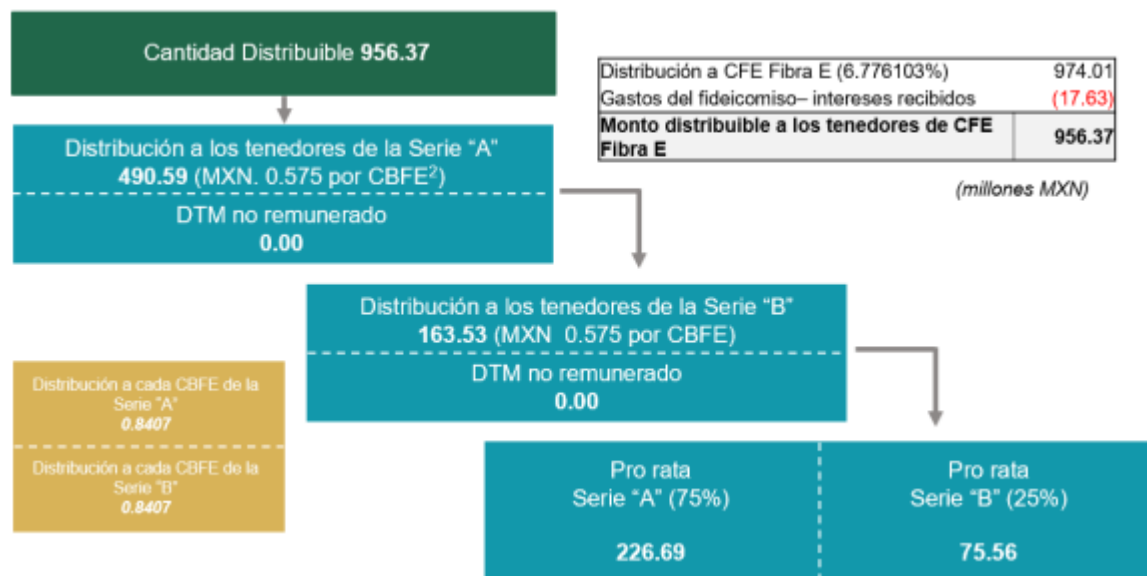 Cantidad Distribuible 956.37
Distribución a CFE Fibra E (6.776103%) 974.01
Gastos del fideicomiso– intereses recibidos (17.63)
Monto distribuible a los tenedores de CFE
Fibra E 956.37
(millones MXN)
Distribución a los tenedores de la Serie “A”
490.59 (MXN. 0.575 por CBFE²)
DTM no remunerado
0.00
Distribución a los tenedores de la Serie “B”
163.53 (MXN 0.575 por CBFE)
DTM no remunerado
0.00
Distribución a cada CBFE de la
Serie “A”
0.8407
Distribución a cada CBFE de la
Serie “B”
0.8407
Pro rata
Serie “A” (75%)
226.69
Pro rata
Serie “B” (25%)
75.56